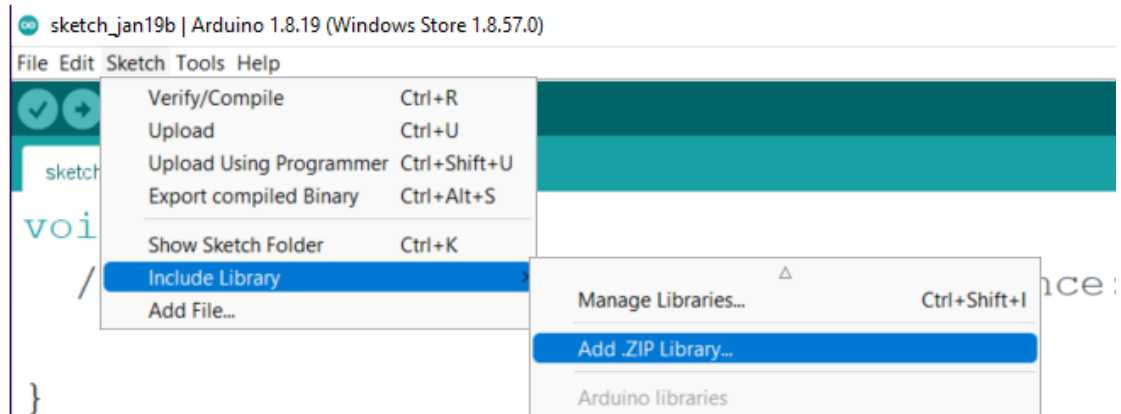 sketch_jan19b | Arduino 1.8.19 (Windows Store 1.8.57.0)
File Edit Sketch Tools Help
Verify/Compile Ctrl+R
Upload Ctrl+U
Upload Using Programmer Ctrl+Shift+U
sketch
Export compiled Binary Ctrl+Alt+S
voi
Show Sketch Folder Ctrl+K
/
Include Library
nce:
Manage Libraries... Ctrl+Shift+I
Add File...
Add .ZIP Library...
}
Arduino libraries